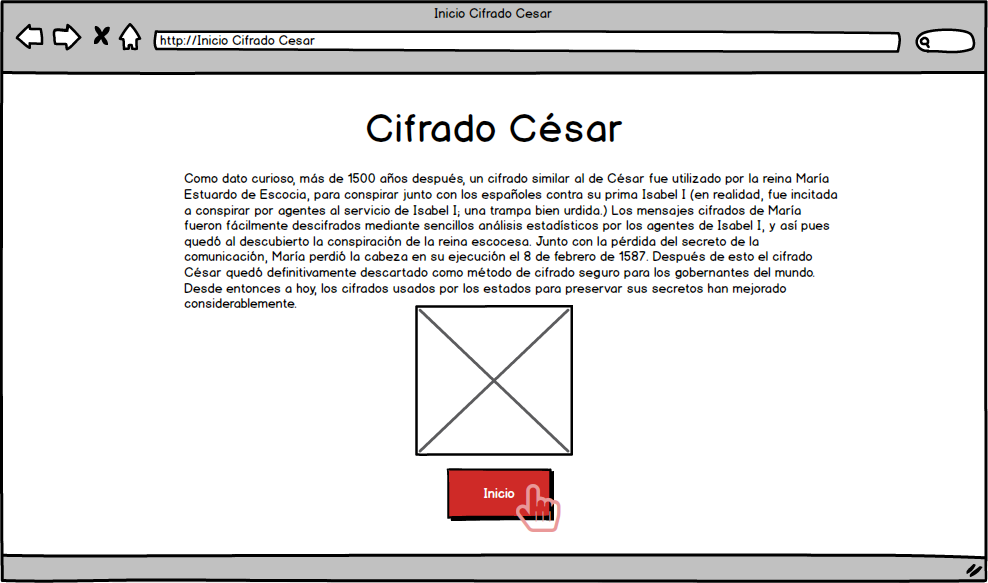 Inicio Cifrado Cesar
http://Inicio Cifrado Cesar
Cifrado César
Como dato curioso, más de 1500 años después, un cifrado similar al de César fue utilizado por la reina María
Estuardo de Escocia, para conspirar junto con los españoles contra su prima Isabel I (en realidad, fue incitada
a conspirar por agentes al servicio de Isabel I; una trampa bien urdida.) Los mensajes cifrados de María
fueron fácilmente descifrados mediante sencillos análisis estadísticos por los agentes de Isabel I, y así pues
quedó al descubierto la conspiración de la reina escocesa. Junto con la pérdida del secreto de la
comunicación, María perdió la cabeza en su ejecución el 8 de febrero de 1587. Después de esto el cifrado
César quedó definitivamente descartado como método de cifrado seguro para los gobernantes del mundo.
Desde entonces a hoy, los cifrados usados por los estados para preservar sus secretos han mejorado
considerablemente.
Inicio